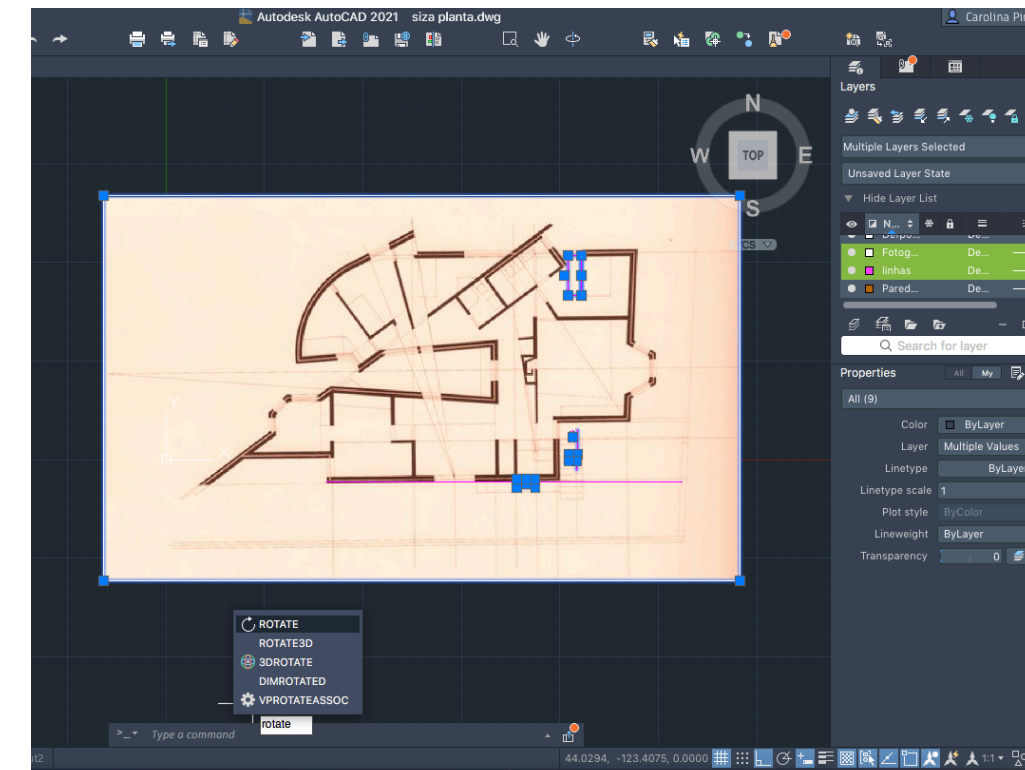 Autodesk AutoCAD 2021 siza planta.dwg
Carolina
Layers
N
W TOP E
S
CS
Multiple Layers Selected
Unsaved Layer State
Hide Layer List
N...
De...
Fotog... De...
linhas De...
Pared... De...
Search for layer
Properties All My
All (9)
Color ByLayer
Layer Multiple Values
Linetype ByLayer
Linetype scale 1
Plot style ByColor
Lineweight ByLayer
Transparency 0
Y
X
ROTATE
ROTATE3D
3DROTATE
DIMROTATED
VPROTATEASSOC
rotate
>_ Type a command
44.0294, -123.4075, 0.0000 1:1